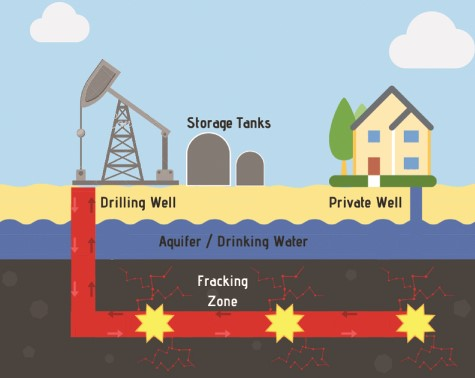 Storage Tanks
Drilling Well
Private Well
Aquifer / Drinking Water
Fracking
Zone